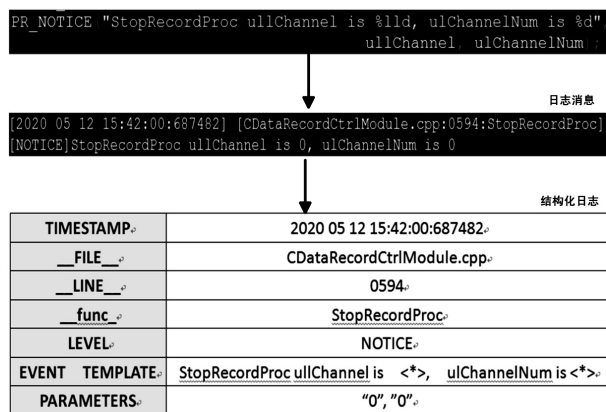 PR_NOTICE("StopRecordProc ullChannel is %lld, ulChannelNum is %d",
ullChannel, ulChannelNum);
日志消息
[2020 05 12 15:42:00:687482] [CDataRecordCtrlModule.cpp:0594:StopRecordProc]
[NOTICE]StopRecordProc ullChannel is 0, ulChannelNum is 0
结构化日志
TIMESTAMP 2020 05 12 15:42:00:687482
__FILE__ CDataRecordCtrlModule.cpp
__LINE__ 0594
__func_ StopRecordProc
LEVEL NOTICE
EVENT TEMPLATE StopRecordProc ullChannel is <*>, ulChannelNum is <*>
PARAMETERS "0", "0"